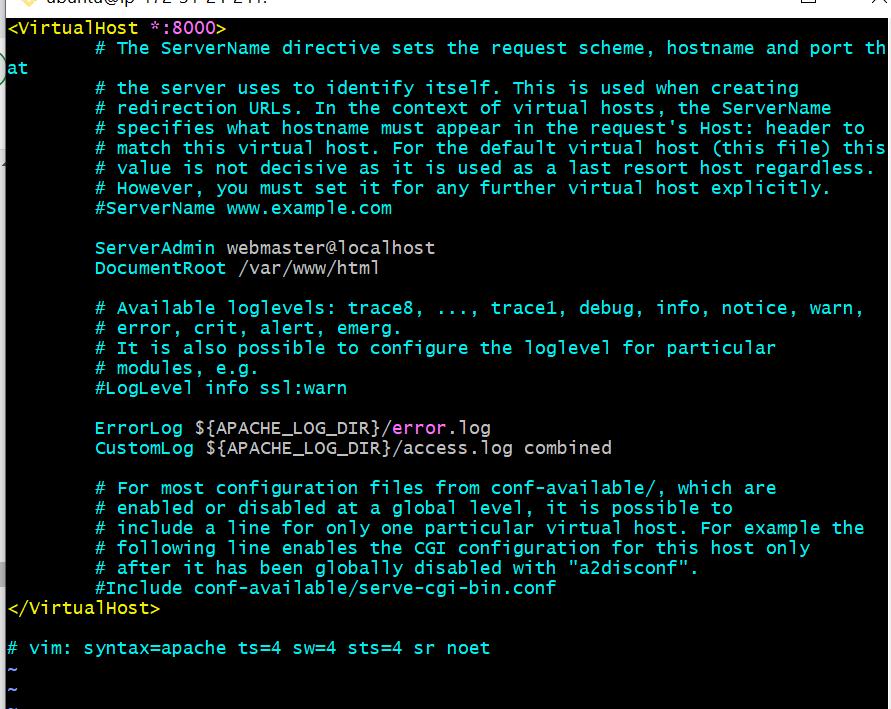 <VirtualHost *:8000>
        # The ServerName directive sets the request scheme, hostname and port th
at
        # the server uses to identify itself. This is used when creating
        # redirection URLs. In the context of virtual hosts, the ServerName
        # specifies what hostname must appear in the request's Host: header to
        # match this virtual host. For the default virtual host (this file) this
        # value is not decisive as it is used as a last resort host regardless.
        # However, you must set it for any further virtual host explicitly.
        #ServerName www.example.com

        ServerAdmin webmaster@localhost
        DocumentRoot /var/www/html

        # Available loglevels: trace8, ..., trace1, debug, info, notice, warn,
        # error, crit, alert, emerg.
        # It is also possible to configure the loglevel for particular
        # modules, e.g.
        #LogLevel info ssl:warn

        ErrorLog ${APACHE_LOG_DIR}/error.log
        CustomLog ${APACHE_LOG_DIR}/access.log combined

        # For most configuration files from conf-available/, which are
        # enabled or disabled at a global level, it is possible to
        # include a line for only one particular virtual host. For example the
        # following line enables the CGI configuration for this host only
        # after it has been globally disabled with "a2disconf".
        #Include conf-available/serve-cgi-bin.conf
</VirtualHost>

# vim: syntax=apache ts=4 sw=4 sts=4 sr noet
~
~
~